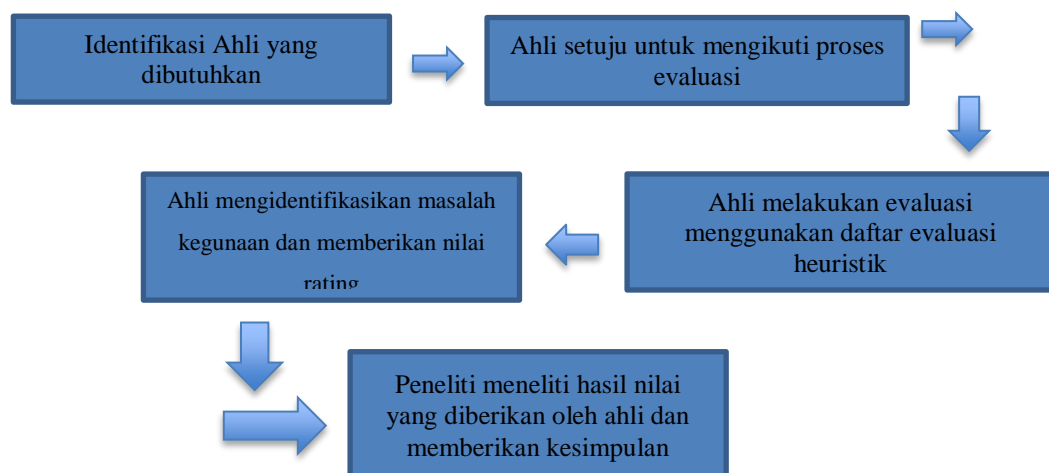 Identifikasi Ahli yang
dibutuhkan
Ahli setuju untuk mengikuti proses
evaluasi
Ahli melakukan evaluasi
menggunakan daftar evaluasi
heuristik
Ahli mengidentifikasikan masalah
kegunaan dan memberikan nilai
rating
Peneliti meneliti hasil nilai
yang diberikan oleh ahli dan
memberikan kesimpulan